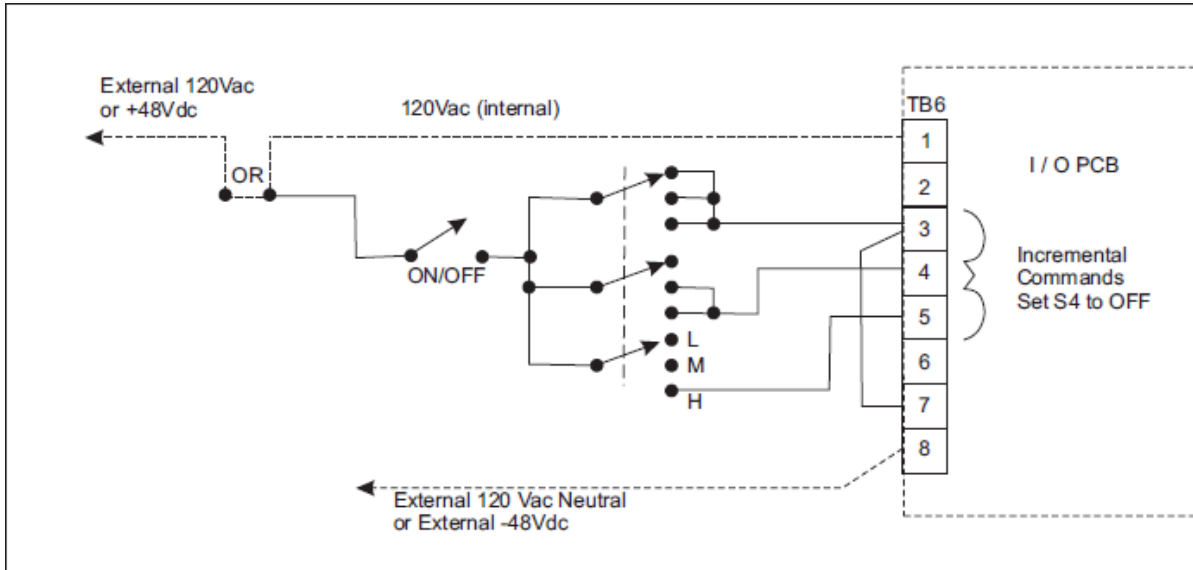 External 120Vac
or +48Vdc
120Vac (internal)
OR
ON/OFF
L
M
H
TB6
1
2
3
4
5
6
7
8
I / O PCB
Incremental
Commands
Set S4 to OFF
External 120 Vac Neutral
or External -48Vdc